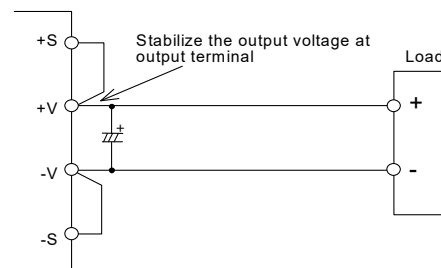 +S
Stabilize the output voltage at
output terminal
Load
+V
+
+
-V
-
-S